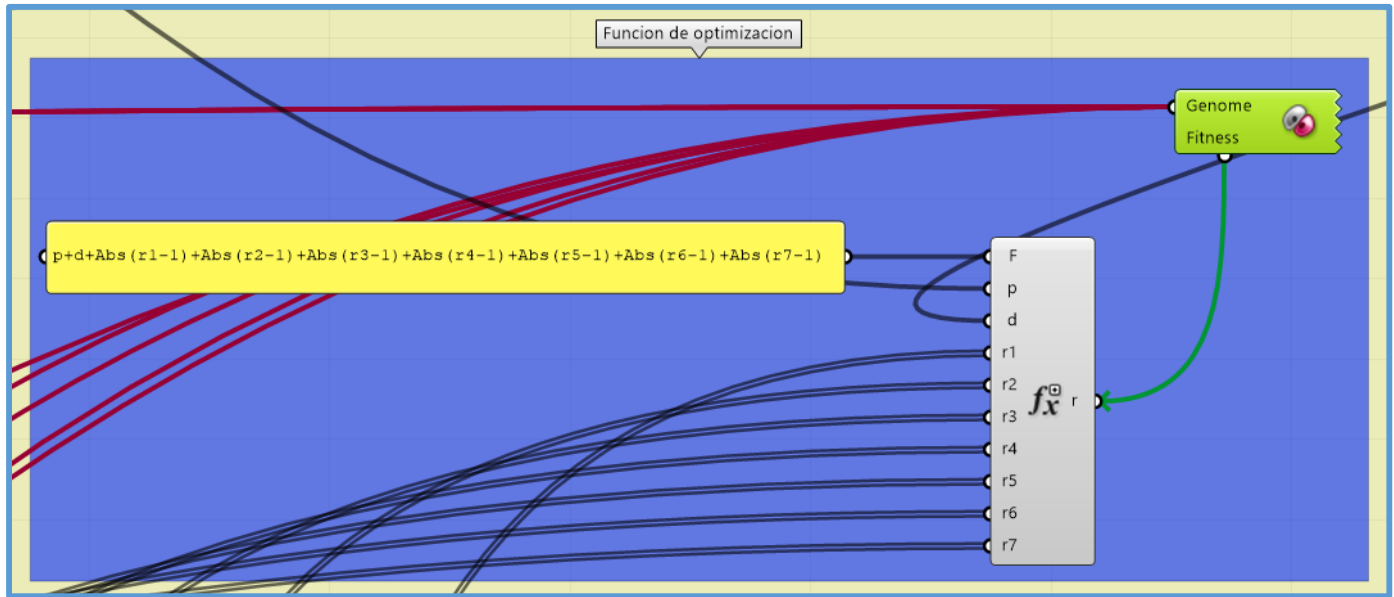 Funcion de optimizacion
Genome
Fitness
p+d+Abs(r1-1)+Abs(r2-1)+Abs(r3-1)+Abs(r4-1)+Abs(r5-1)+Abs(r6-1)+Abs(r7-1)
F
p
d
r1
r2
r3
r4
r5
r6
r7
fx
r